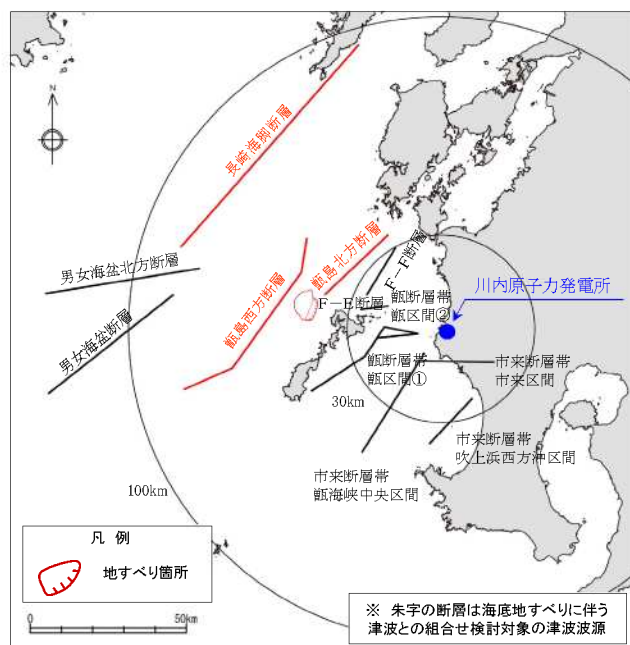 N
長崎海脚断層
男女海盆北方断層
男女海盆断層
甑島西方断層
甑島北方断層
F－F断層
F－E断層
甑断層帯
甑区間②
川内原子力発電所
甑断層帯
甑区間①
市来断層帯
市来区間
30km
市来断層帯
吹上浜西方沖区間
市来断層帯
甑海峡中央区間
100km
凡 例
地すべり箇所
0
50km
※ 朱字の断層は海底地すべりに伴う
津波との組合せ検討対象の津波波源